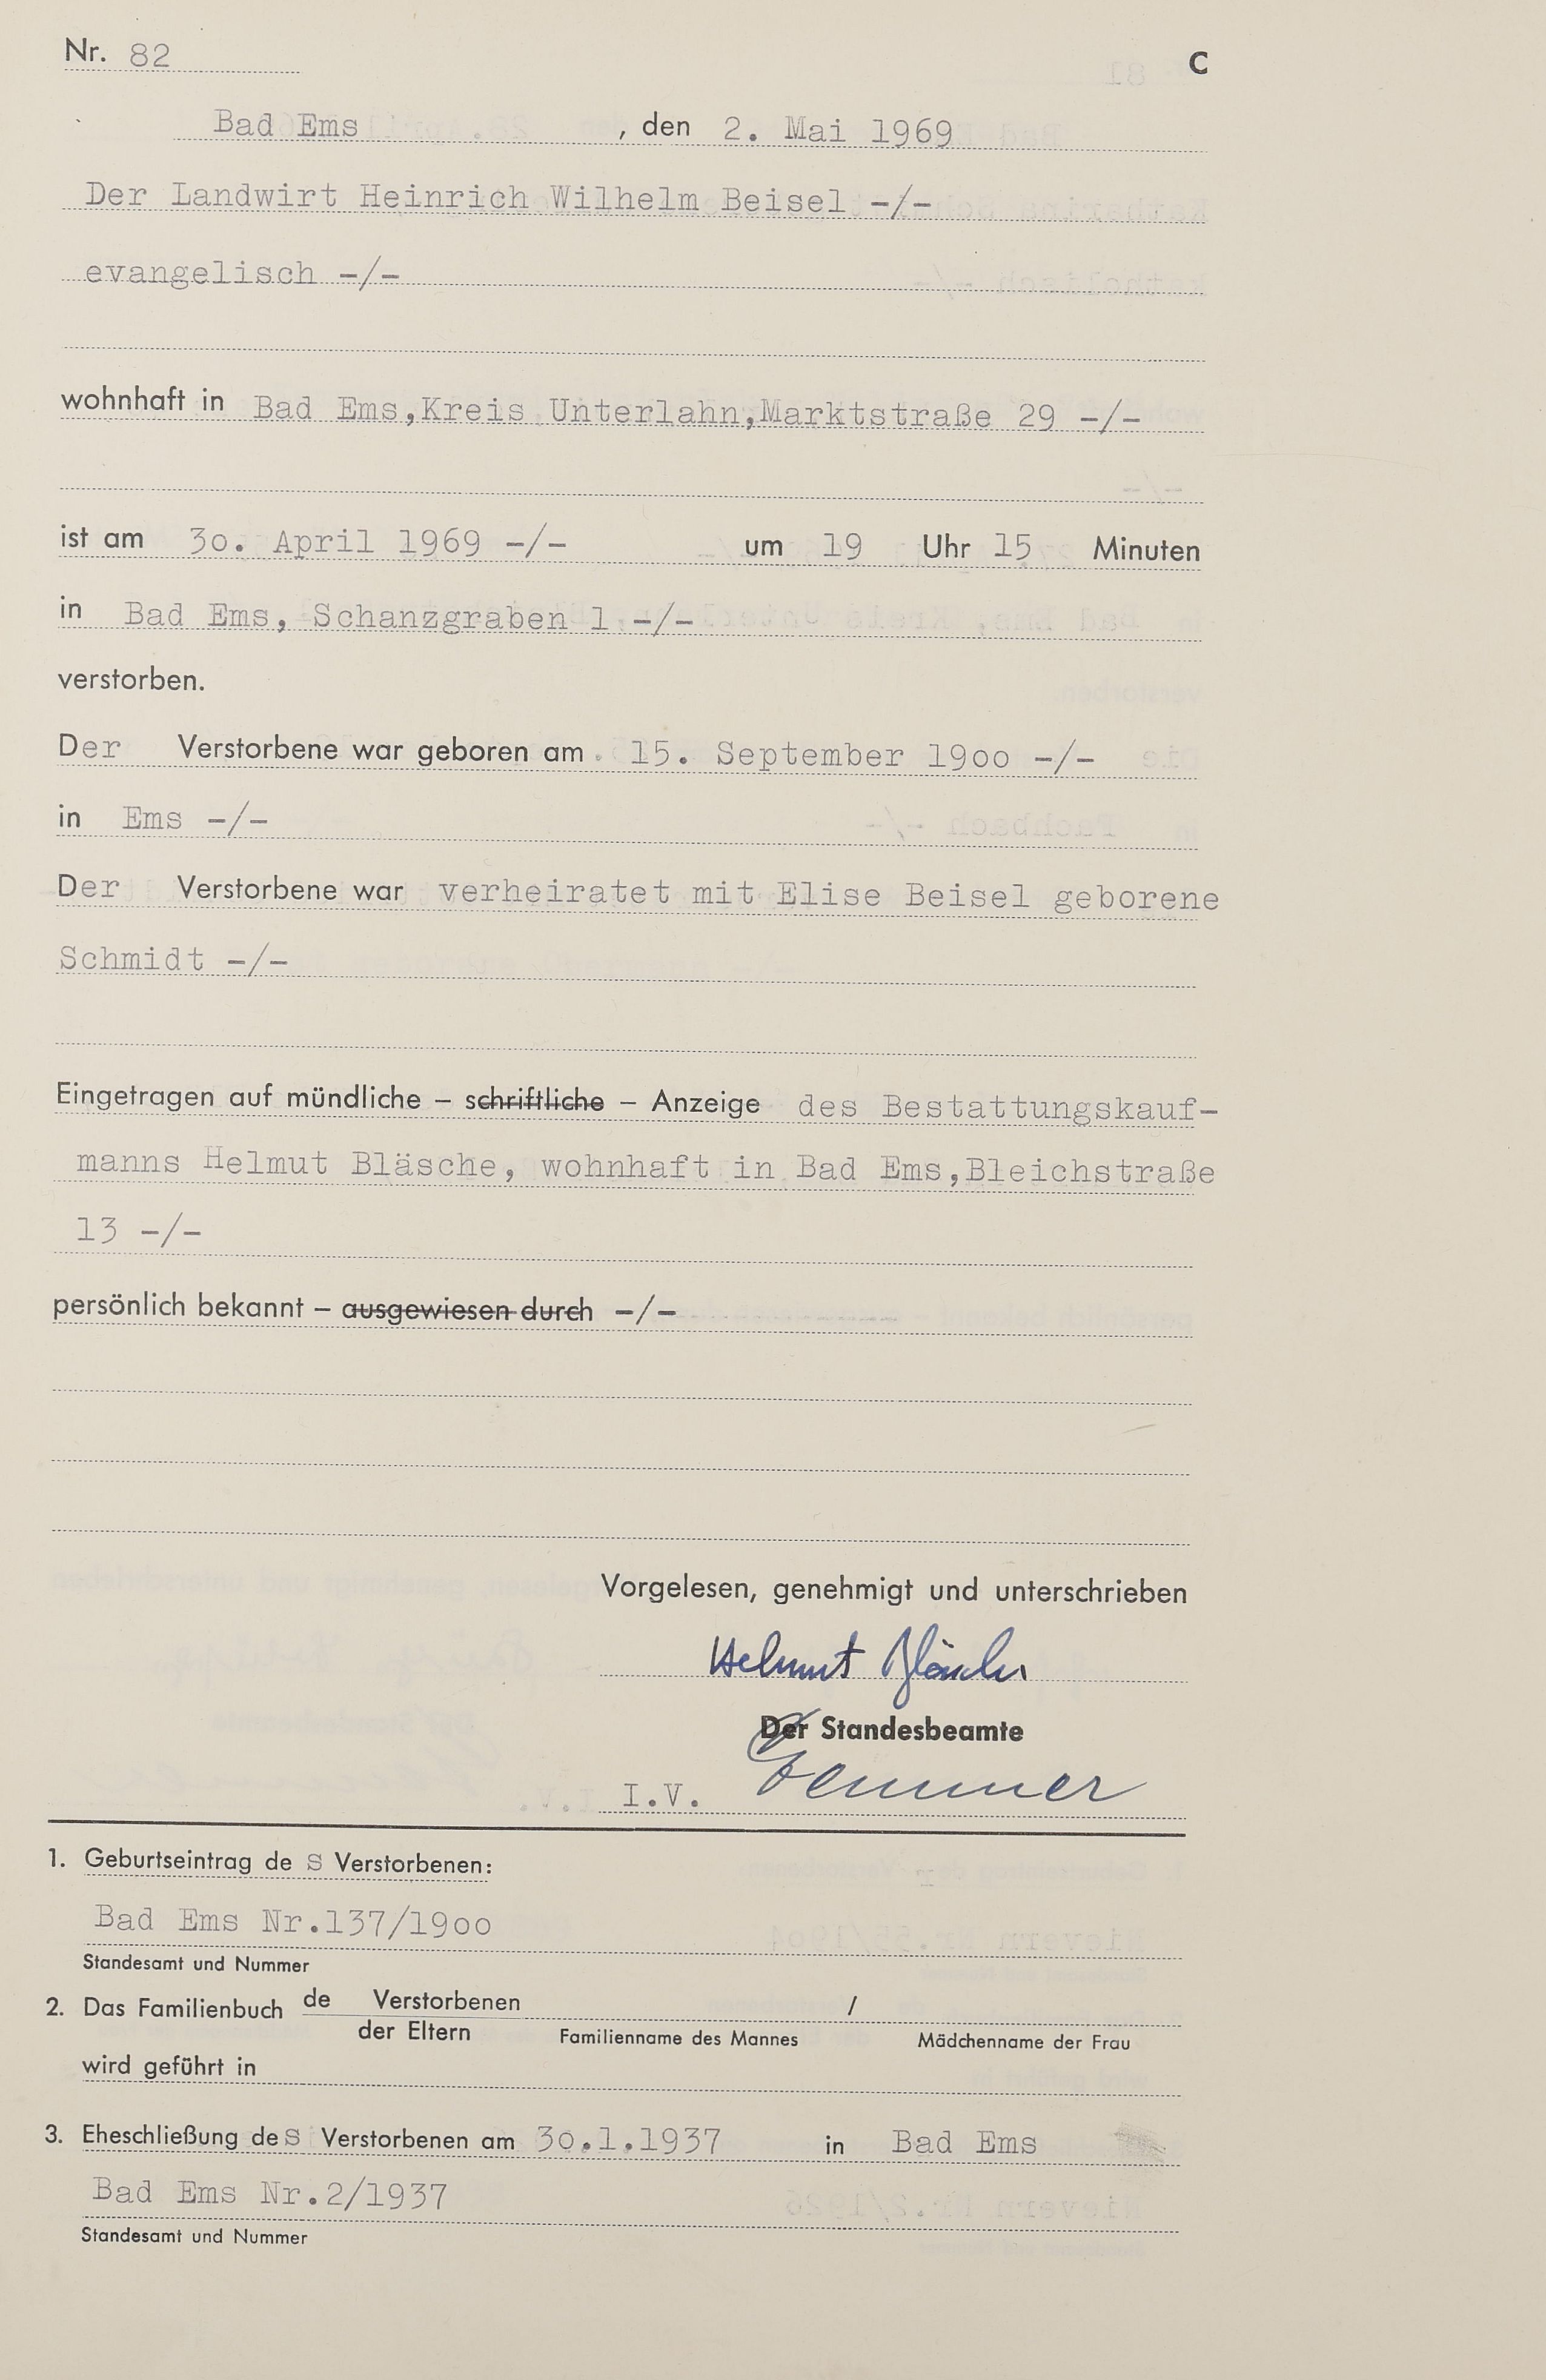 Nr. 82 C
Bad Ems , den 2. Mai 1969
Der Landwirt Heinrich Wilhelm Beisel -/-
evangelisch -/-
wohnhaft in Bad Ems,Kreis Unterlahn,Marktstraße 29 -/-
ist am 3o. April 1969 -/- um 19 Uhr 15 Minuten
in Bad Ems, Schanzgraben 1 -/-
verstorben.
Der Verstorbene war geboren am 15. September 19oo -/-
in Ems -/-
Der Verstorbene war verheiratet mit Elise Beisel geborene
Schmidt -/-
Eingetragen auf mündliche – schriftliche – Anzeige des Bestattungskauf-
manns Helmut Bläsche, wohnhaft in Bad Ems,Bleichstraße
13 -/-
persönlich bekannt – ausgewiesen durch -/-
Vorgelesen, genehmigt und unterschrieben
Helmut Bläsche
Der Standesbeamte
I.V.
1. Geburtseintrag de s Verstorbenen:
Bad Ems Nr.137/19oo
Standesamt und Nummer
2. Das Familienbuch de Verstorbenen /
der Eltern Familienname des Mannes Mädchenname der Frau
wird geführt in
3. Eheschließung de s Verstorbenen am 3o.1.1937 in Bad Ems
Bad Ems Nr.2/1937
Standesamt und Nummer